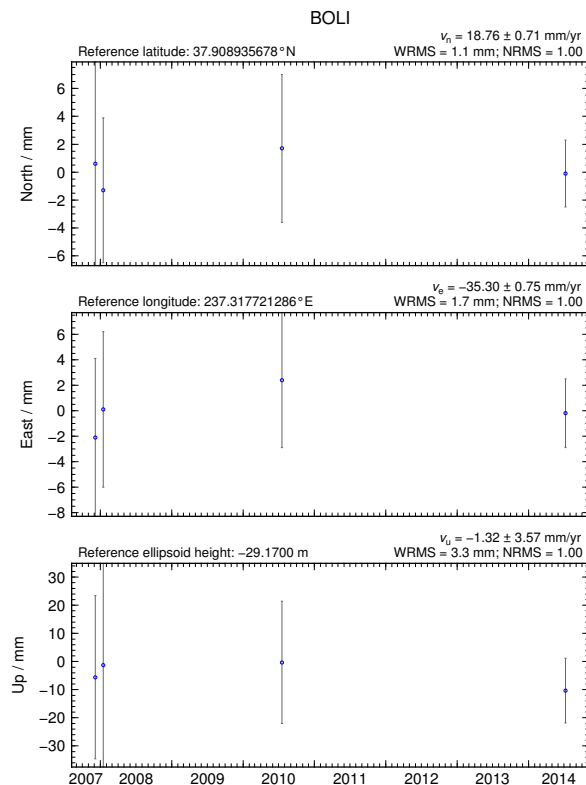 BOLI
vn = 18.76 ± 0.71 mm/yr
Reference latitude: 37.908935678°N WRMS = 1.1 mm; NRMS = 1.00
6
4
2
0
−2
−4
−6
North / mm
ve = −35.30 ± 0.75 mm/yr
Reference longitude: 237.317721286°E WRMS = 1.7 mm; NRMS = 1.00
6
4
2
0
−2
−4
−6
−8
East / mm
vu = −1.32 ± 3.57 mm/yr
Reference ellipsoid height: −29.1700 m WRMS = 3.3 mm; NRMS = 1.00
30
20
10
0
−10
−20
−30
Up / mm
2007 2008 2009 2010 2011 2012 2013 2014